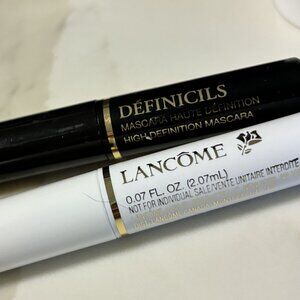 DÉFINICILS
MASCARA HAUTE DÉFINITION
HIGH DEFINITION MASCARA
LANCÔME
0.07 FL. OZ. (2.07mL)
NOT FOR INDIVIDUAL SALE/VENTE UNITAIRE INTERDITE